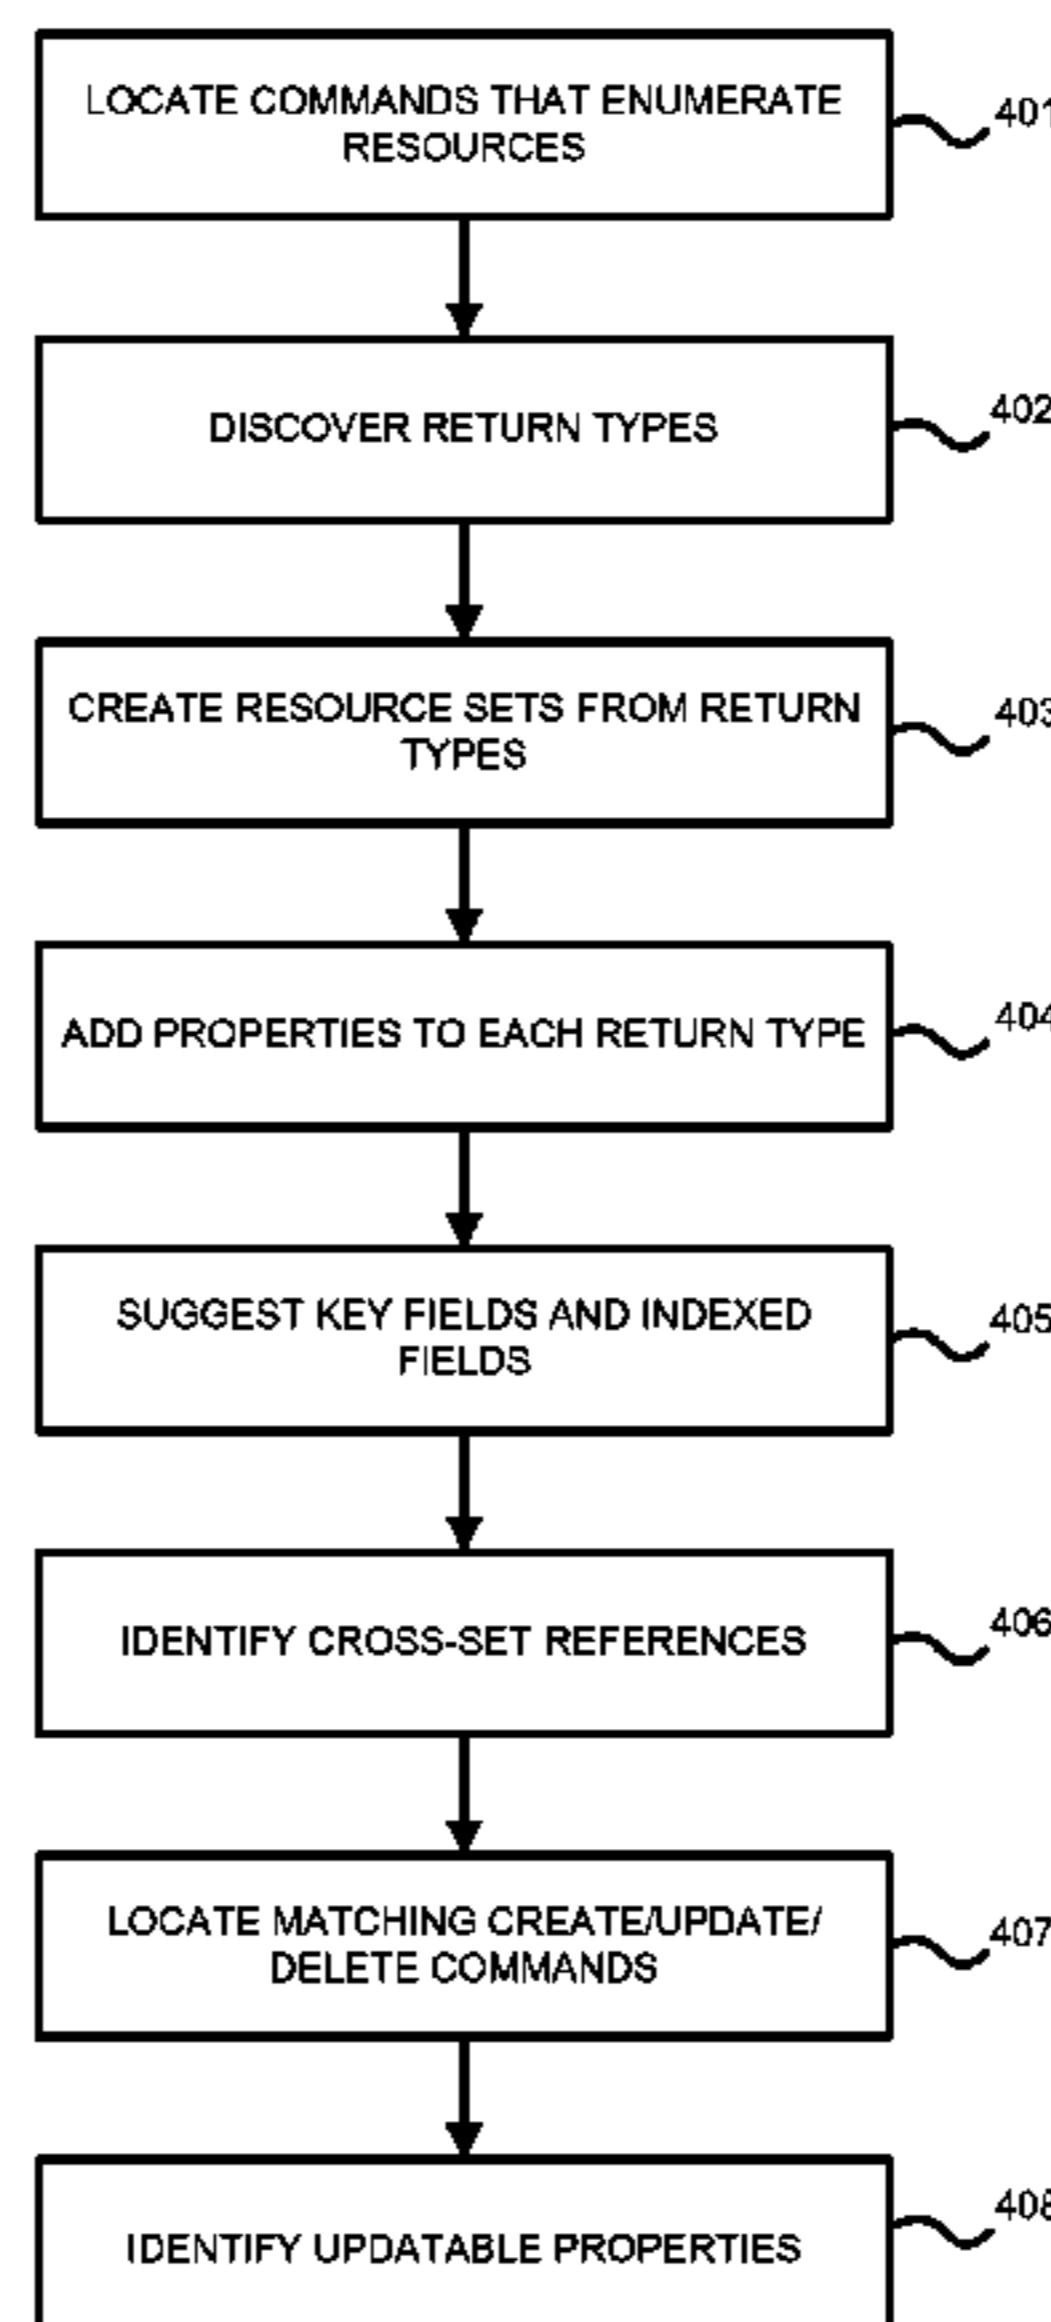 LOCATE COMMANDS THAT ENUMERATE
RESOURCES
401
DISCOVER RETURN TYPES
402
CREATE RESOURCE SETS FROM RETURN
TYPES
403
ADD PROPERTIES TO EACH RETURN TYPE
404
SUGGEST KEY FIELDS AND INDEXED
FIELDS
405
IDENTIFY CROSS-SET REFERENCES
406
LOCATE MATCHING CREATE/UPDATE/
DELETE COMMANDS
407
IDENTIFY UPDATABLE PROPERTIES
408